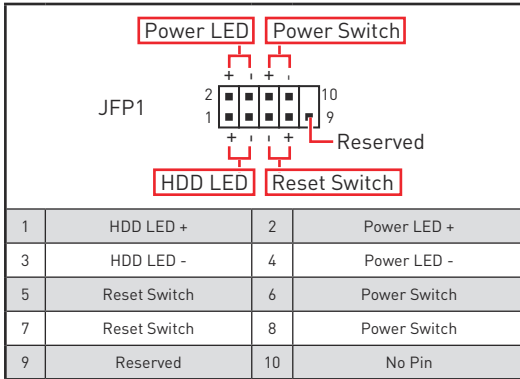 Power LED Power Switch
+ - + -
2 10
JFP1
1 9
+ - - +
Reserved
HDD LED Reset Switch
1 HDD LED + 2 Power LED +
3 HDD LED - 4 Power LED -
5 Reset Switch 6 Power Switch
7 Reset Switch 8 Power Switch
9 Reserved 10 No Pin